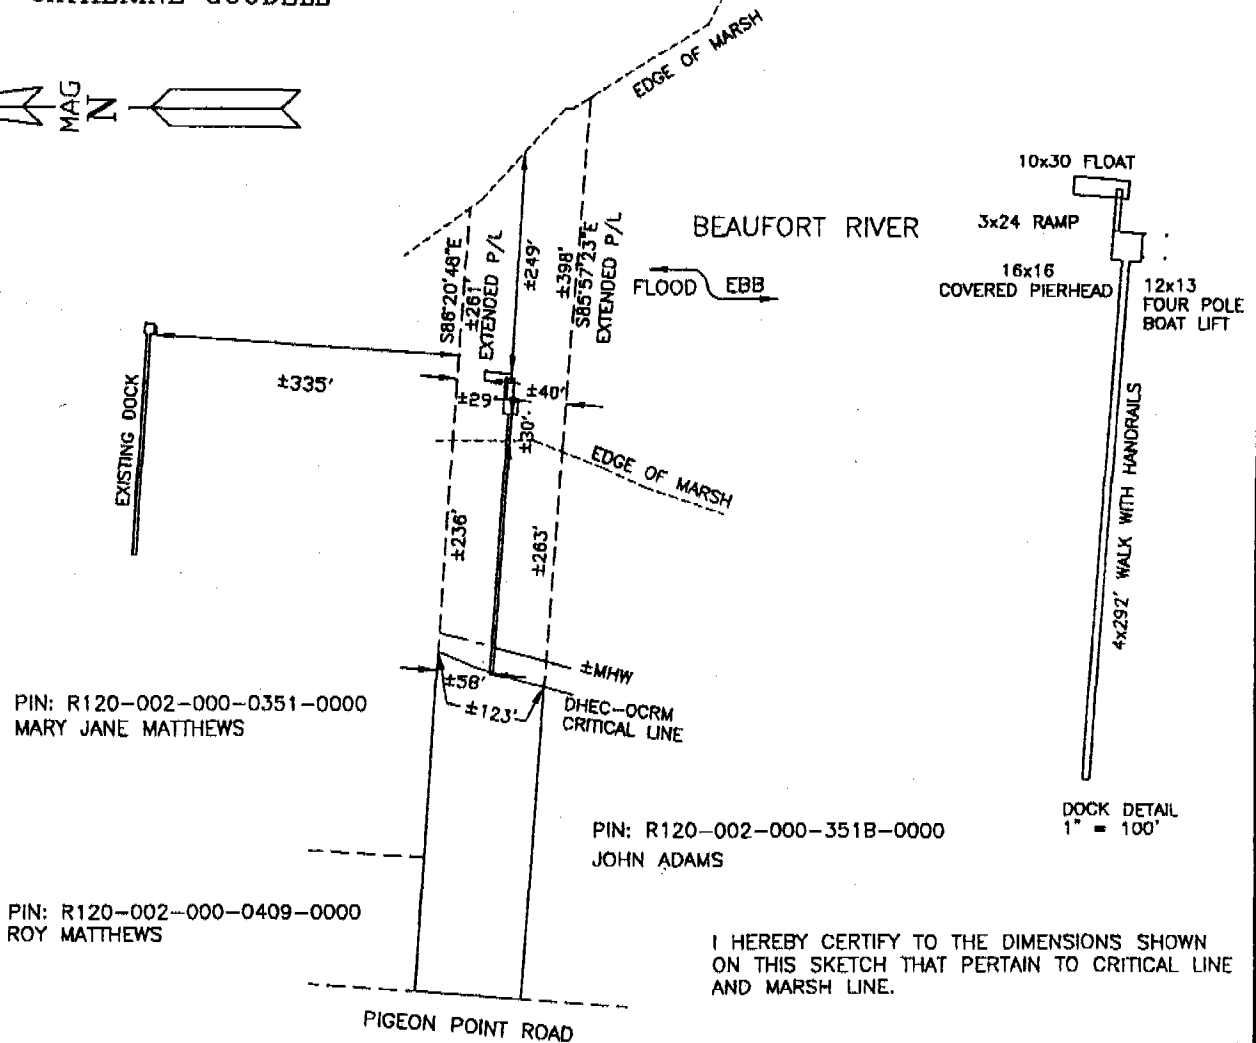 EDGE OF MARSH
MAG
N
10x30 FLOAT
BEAUFORT RIVER
3x24 RAMP
S86°20'48"E
±261'
EXTENDED P/L
±249'
±398'
S85°57'23"E
EXTENDED P/L
FLOOD
EBB
16x16
COVERED PIERHEAD
12x13
FOUR POLE
BOAT LIFT
±335'
±29'
±40'
±30'
EXISTING DOCK
EDGE OF MARSH
4x292' WALK WITH HANDRAILS
±236'
±263'
±MHW
±58'
±123'
DHEC-OCRM
CRITICAL LINE
PIN: R120-002-000-0351-0000
MARY JANE MATTHEWS
DOCK DETAIL
1" = 100'
PIN: R120-002-000-351B-0000
JOHN ADAMS
PIN: R120-002-000-0409-0000
ROY MATTHEWS
I HEREBY CERTIFY TO THE DIMENSIONS SHOWN
ON THIS SKETCH THAT PERTAIN TO CRITICAL LINE
AND MARSH LINE.
PIGEON POINT ROAD